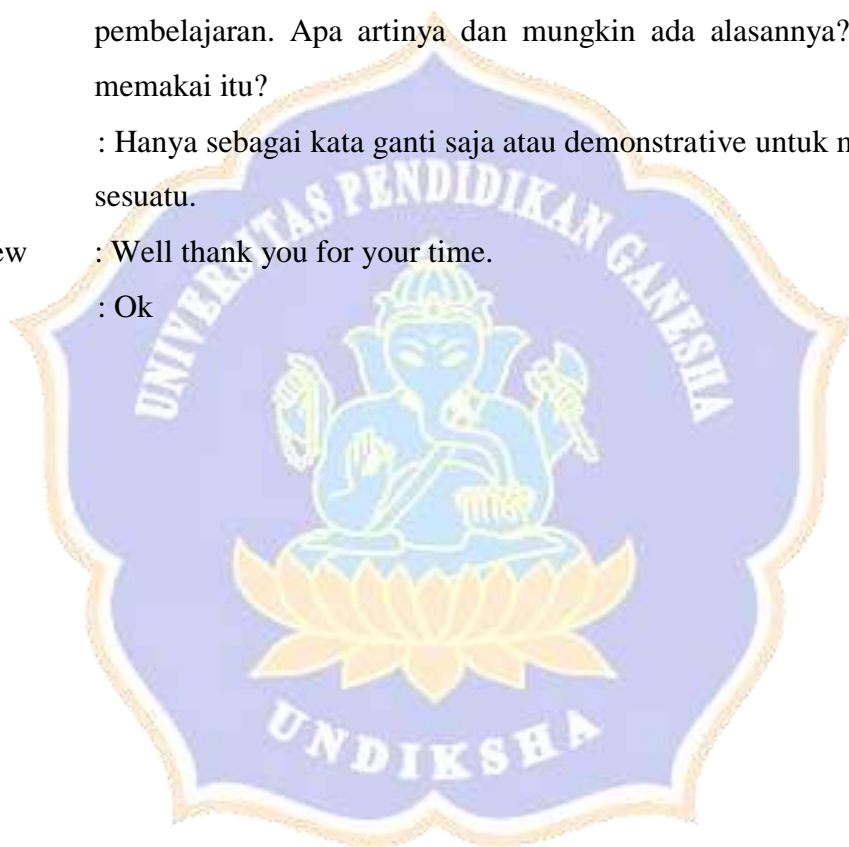 pembelajaran. Apa artinya dan mungkin ada alasannya?
memakai itu?
: Hanya sebagai kata ganti saja atau demonstrative untuk
sesuatu.
: Well thank you for your time.
: Ok
UNIVERSITAS PENDIDIKAN GANESHA
UNDIKSHA